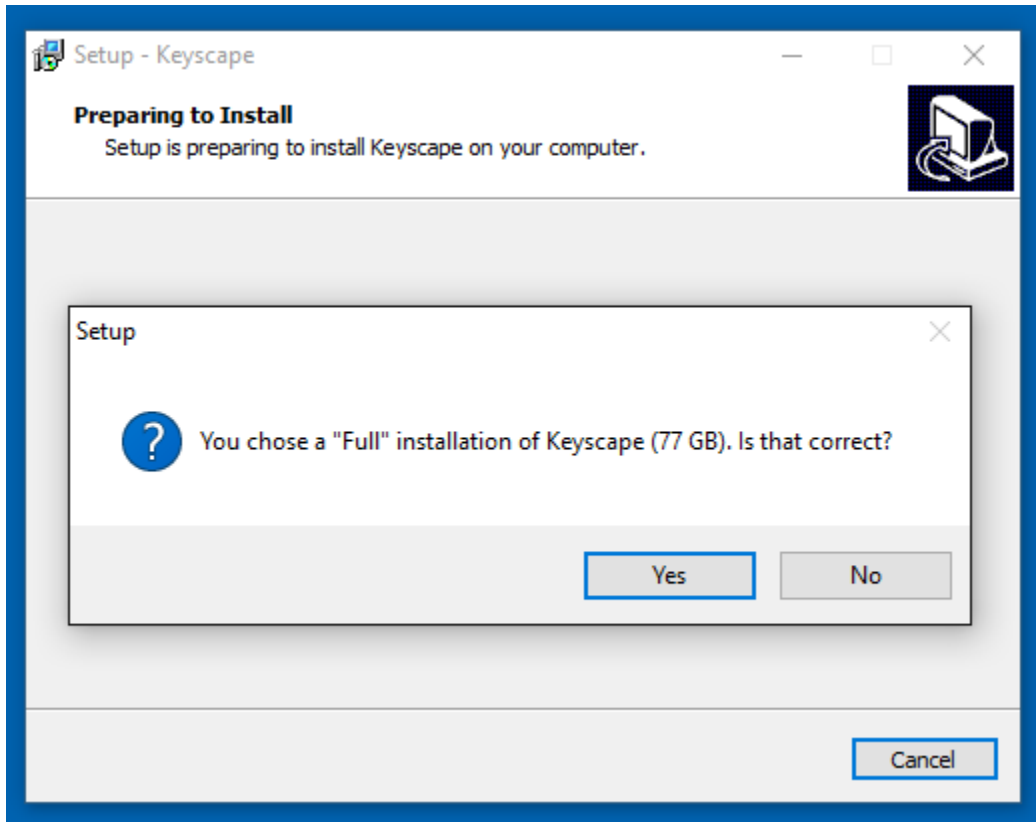 Setup - Keyscape
Preparing to Install
Setup is preparing to install Keyscape on your computer.
Setup
You chose a "Full" installation of Keyscape (77 GB). Is that correct?
Yes
No
Cancel